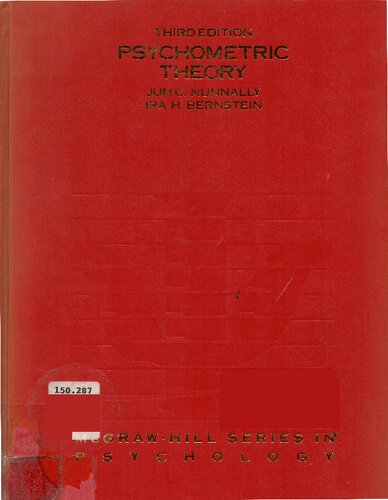 THIRD EDITION
PSYCHOMETRIC
THEORY
JUM C. NUNNALLY
IRA H. BERNSTEIN
150.287
McGRAW-HILL SERIES IN
PSYCHOLOGY